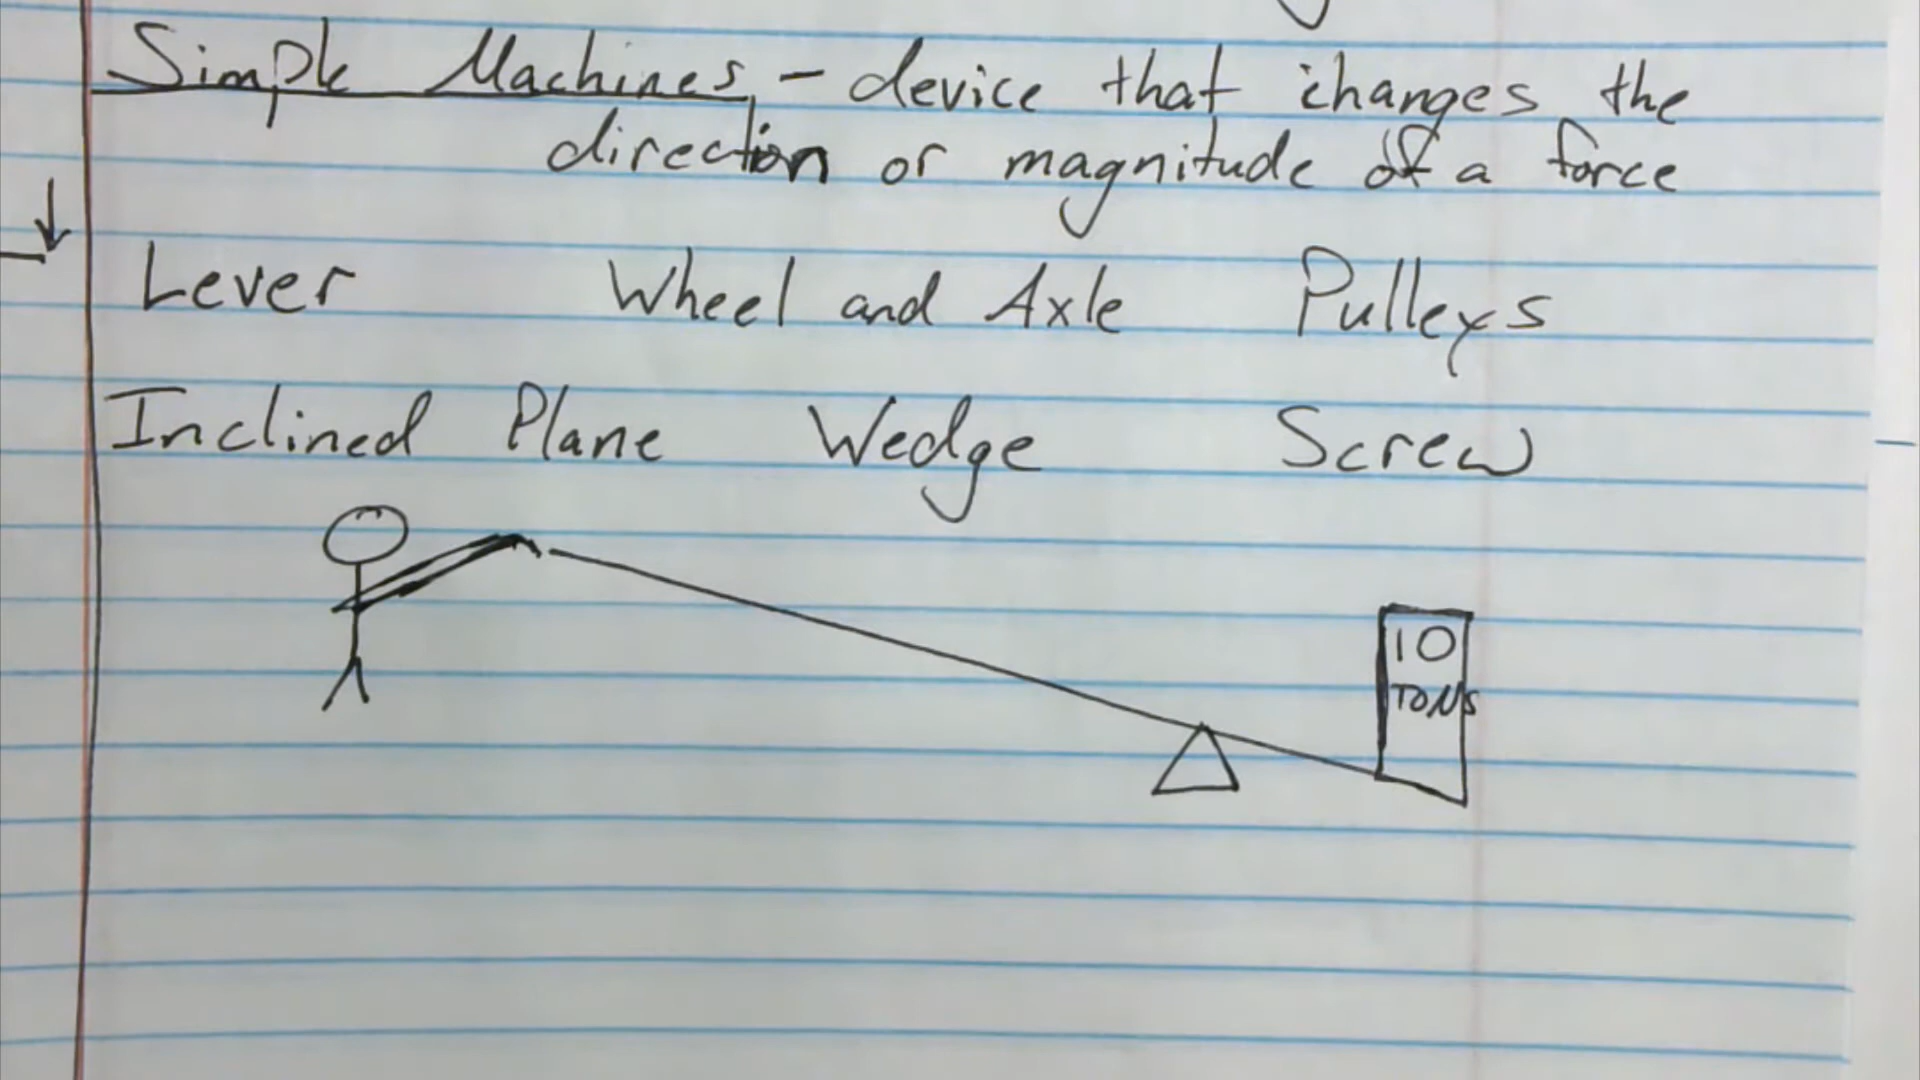 Simple Machines - device that changes the
direction or magnitude of a force
Lever Wheel and Axle Pulleys
Inclined Plane Wedge Screw
10
TONS